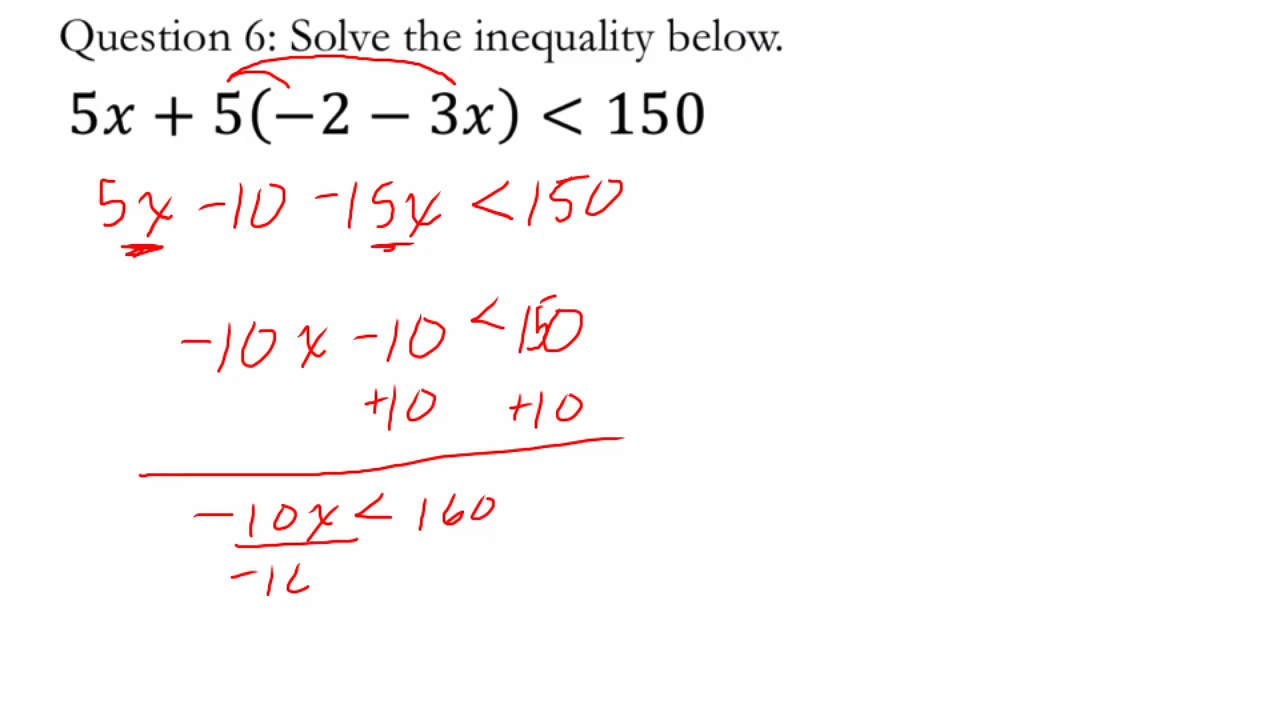 Question 6: Solve the inequality below.
5x + 5(−2 − 3x) < 150
5x -10 -15x < 150
-10x -10 < 150
+10 +10
-10x < 160
-10